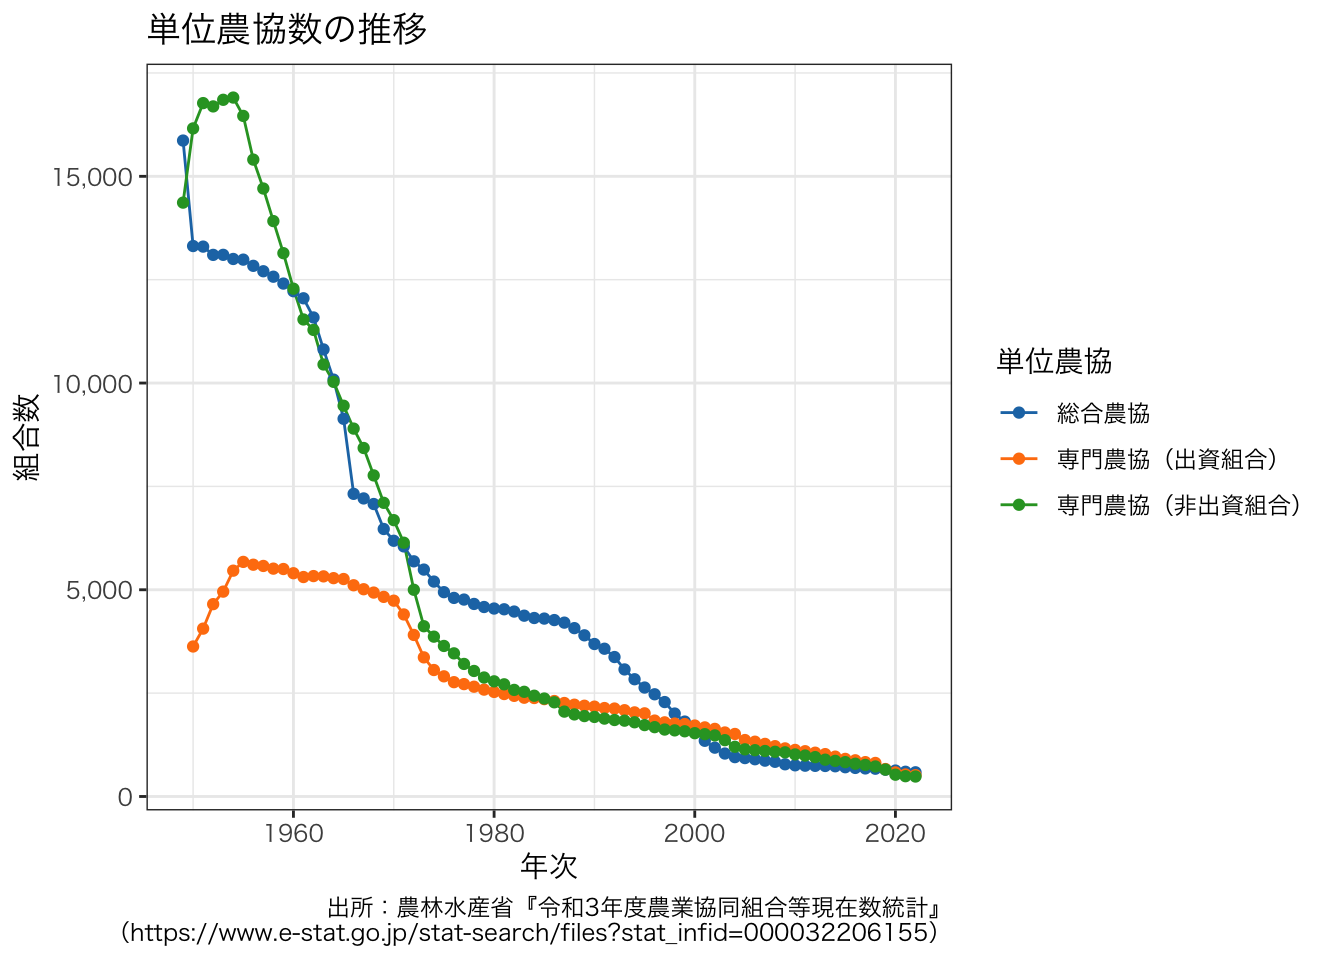 単位農協数の推移
15,000
10,000
5,000
0
組合数
1960 1980 2000 2020
年次
単位農協
総合農協
専門農協（出資組合）
専門農協（非出資組合）
出所：農林水産省『令和3年度農業協同組合等現在数統計』
（https://www.e-stat.go.jp/stat-search/files?stat_infid=000032206155）